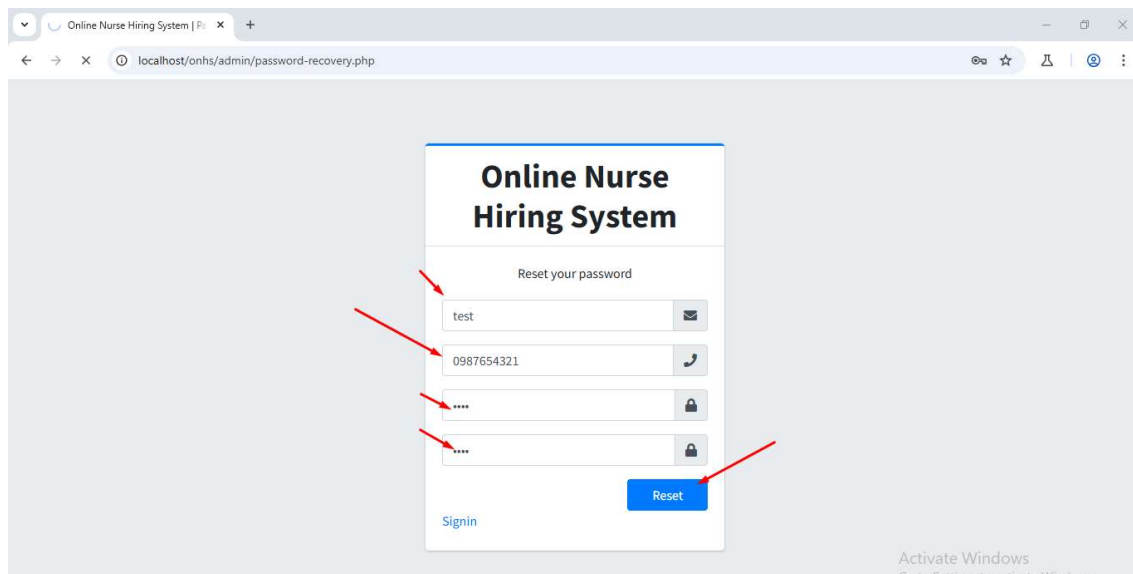 Online Nurse Hiring System | Pa
localhost/onhs/admin/password-recovery.php
Online Nurse
Hiring System
Reset your password
test
0987654321
••••
••••
Reset
Signin
Activate Windows